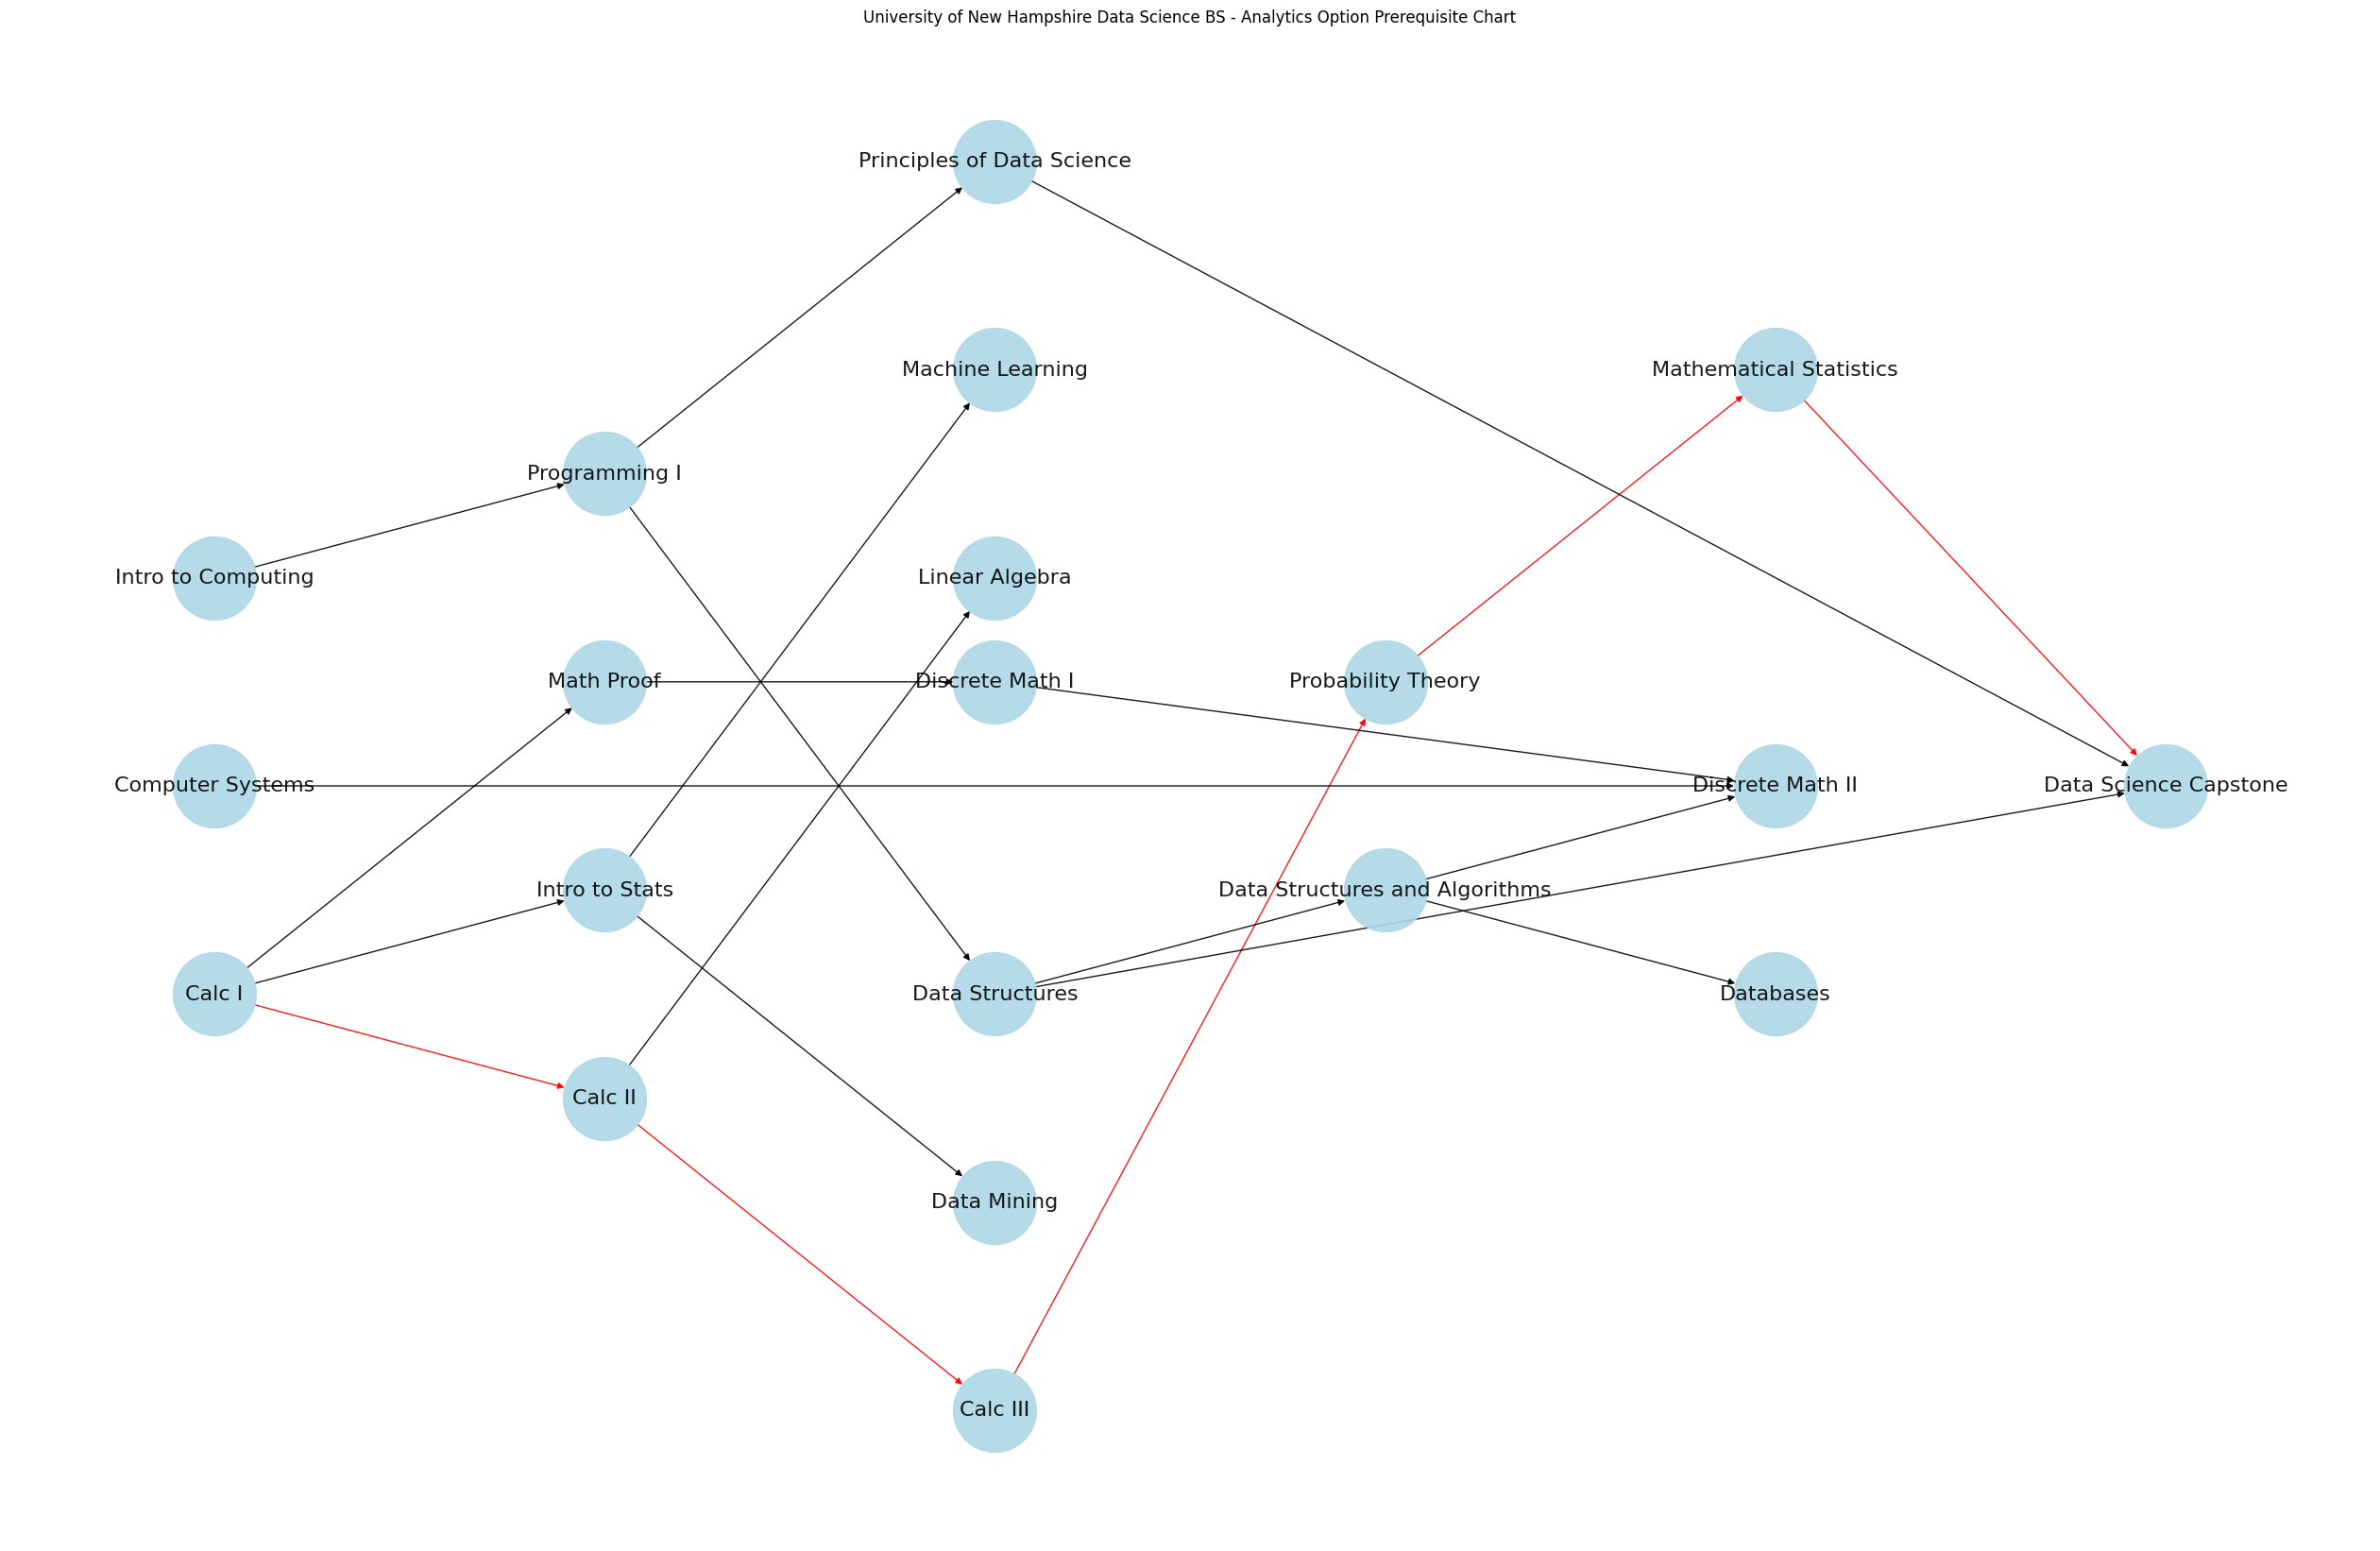 University of New Hampshire Data Science BS - Analytics Option Prerequisite Chart
Principles of Data Science
Machine Learning
Mathematical Statistics
Programming I
Intro to Computing
Linear Algebra
Math Proof
Discrete Math I
Probability Theory
Computer Systems
Discrete Math II
Data Science Capstone
Intro to Stats
Data Structures and Algorithms
Calc I
Data Structures
Databases
Calc II
Data Mining
Calc III